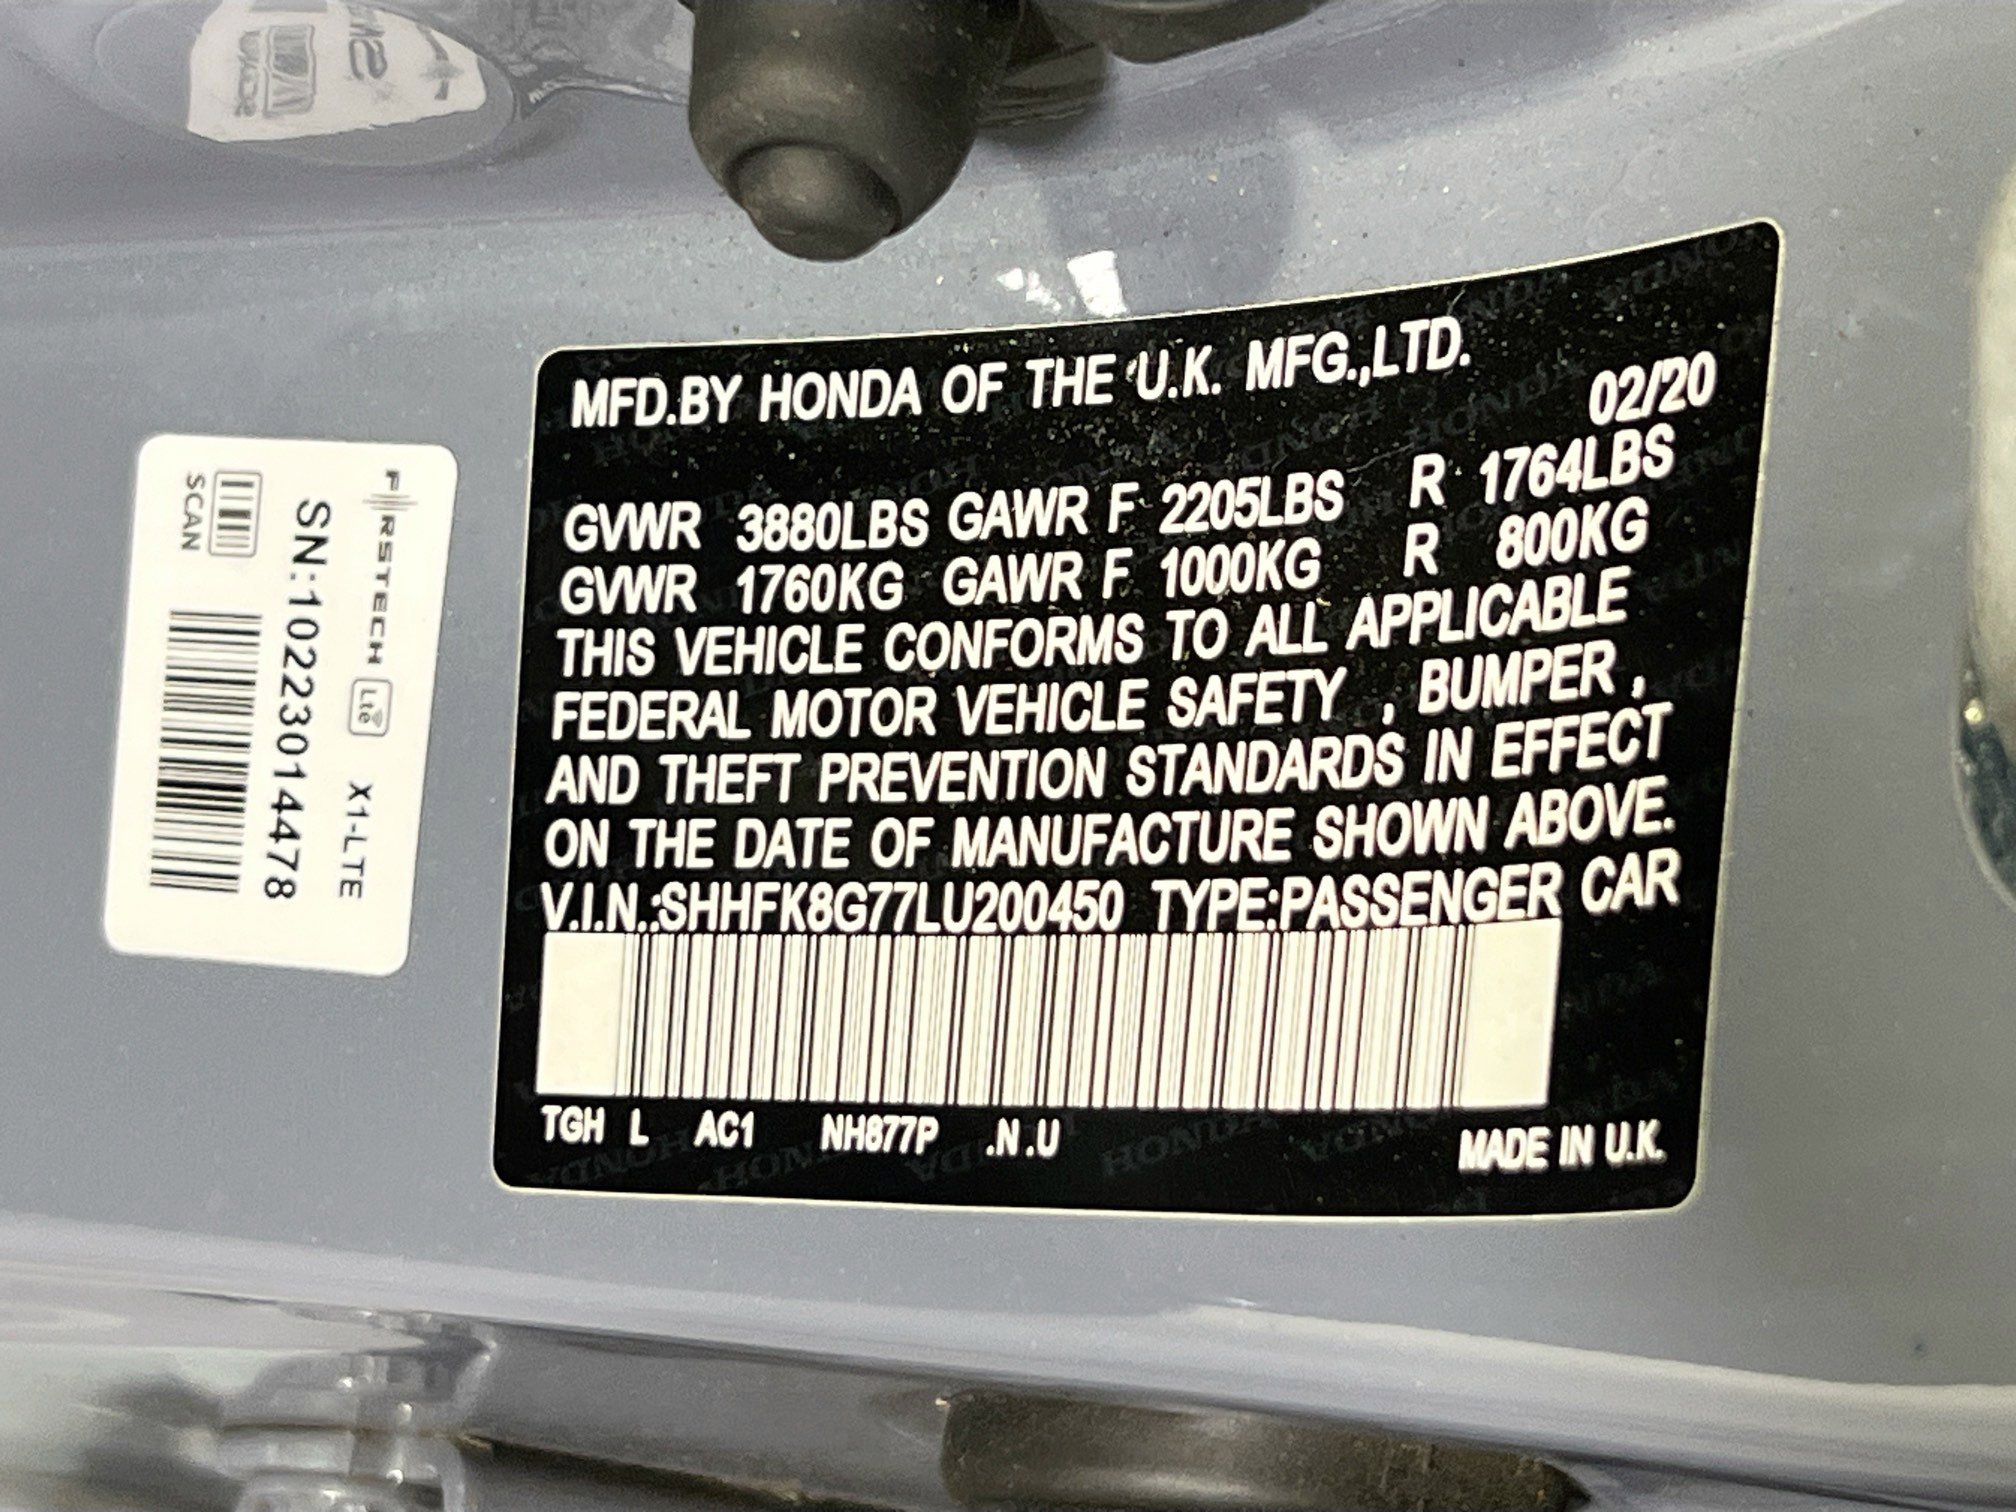 MFD.BY HONDA OF THE U.K. MFG.,LTD.
02/20
GVWR 3880LBS GAWR F 2205LBS R 1764LBS
GVWR 1760KG GAWR F 1000KG R 800KG
THIS VEHICLE CONFORMS TO ALL APPLICABLE
FEDERAL MOTOR VEHICLE SAFETY , BUMPER ,
AND THEFT PREVENTION STANDARDS IN EFFECT
ON THE DATE OF MANUFACTURE SHOWN ABOVE.
V.I.N.:SHHFK8G77LU200450 TYPE:PASSENGER CAR
TGH L AC1 NH877P .N.U
MADE IN U.K.
FIRSTECH Lte X1-LTE
SN:10223014478
SCAN